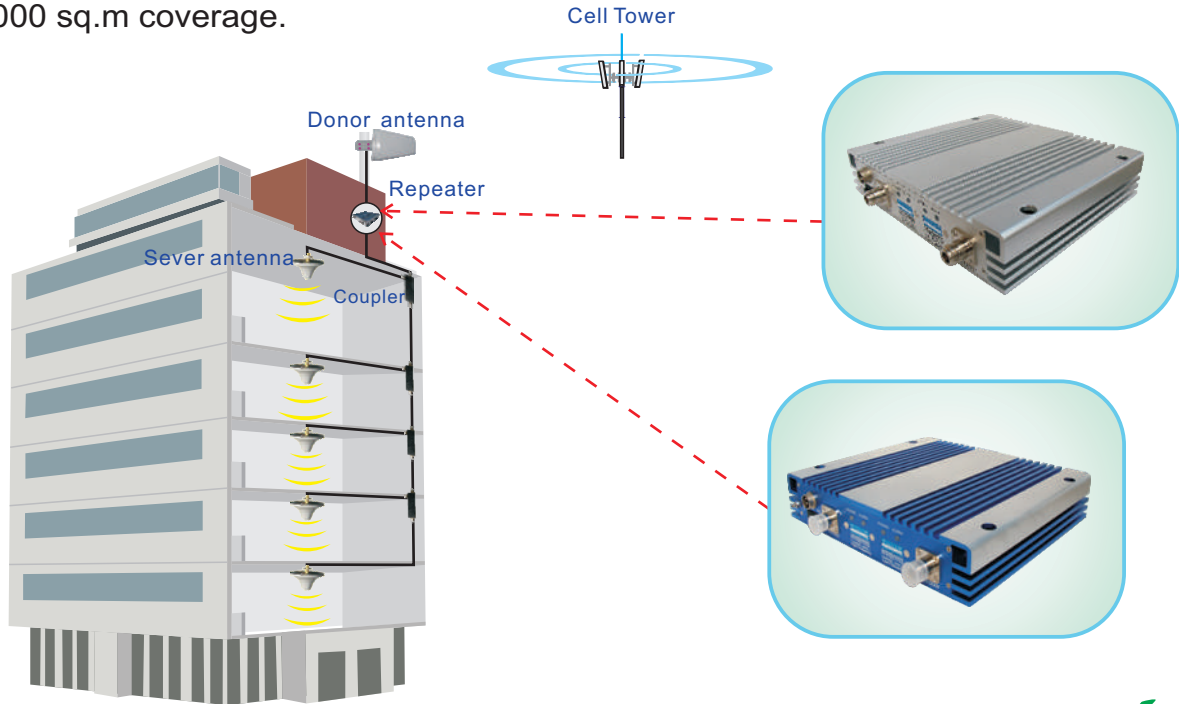 000 sq.m coverage.
Cell Tower
Donor antenna
Repeater
Sever antenna
Coupler